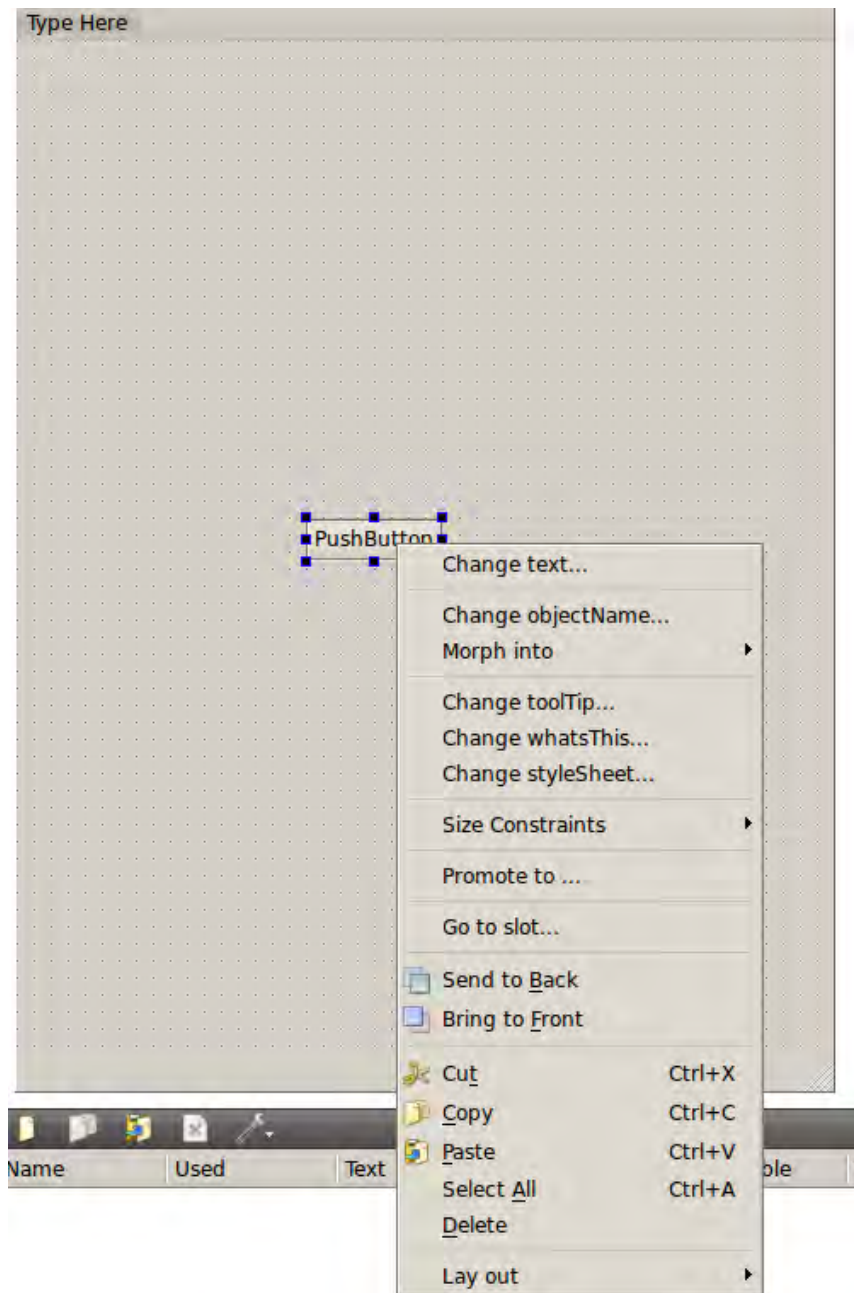 Type Here
PushButton
Change text...
Change objectName...
Morph into
Change toolTip...
Change whatsThis...
Change styleSheet...
Size Constraints
Promote to ...
Go to slot...
Send to Back
Bring to Front
Cut Ctrl+X
Copy Ctrl+C
Paste Ctrl+V
Name Used Text
Select All Ctrl+A
Delete
Lay out